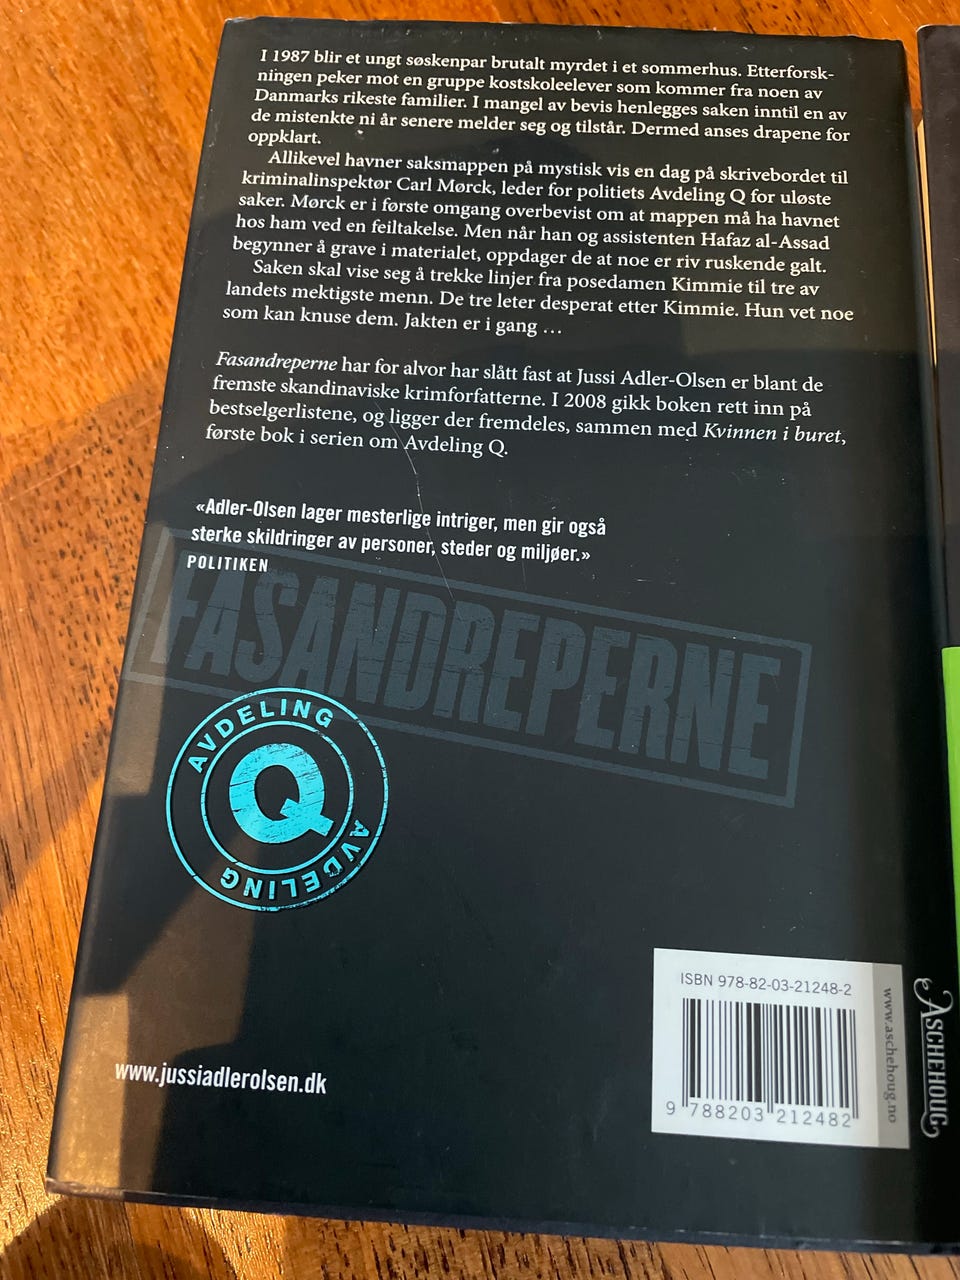 I 1987 blir et ungt søskenpar brutalt myrdet i et sommerhus. Etterforsk-
ningen peker mot en gruppe kostskoleelever som kommer fra noen av
Danmarks rikeste familier. I mangel av bevis henlegges saken inntil en av
de mistenkte ni år senere melder seg og tilstår. Dermed anses drapene for
oppklart.
Allikevel havner saksmappen på mystisk vis en dag på skrivebordet til
kriminalinspektør Carl Mørck, leder for politiets Avdeling Q for uløste
saker. Mørck er i første omgang overbevist om at mappen må ha havnet
hos ham ved en feiltakelse. Men når han og assistenten Hafaz al-Assad
begynner å grave i materialet, oppdager de at noe er riv ruskende galt.
Saken skal vise seg å trekke linjer fra posedamen Kimmie til tre av
landets mektigste menn. De tre leter desperat etter Kimmie. Hun vet noe
som kan knuse dem. Jakten er i gang …
Fasandreperne har for alvor har slått fast at Jussi Adler-Olsen er blant de
fremste skandinaviske krimforfatterne. I 2008 gikk boken rett inn på
bestselgerlistene, og ligger der fremdeles, sammen med Kvinnen i buret,
første bok i serien om Avdeling Q.
«Adler-Olsen lager mesterlige intriger, men gir også
sterke skildringer av personer, steder og miljøer.»
POLITIKEN
FASANDREPERNE
AVDELING
Q
AVDELING
ISBN 978-82-03-21248-2
9 788203 212482
www.aschehoug.no
ASCHEHOUG
www.jussiadlerolsen.dk